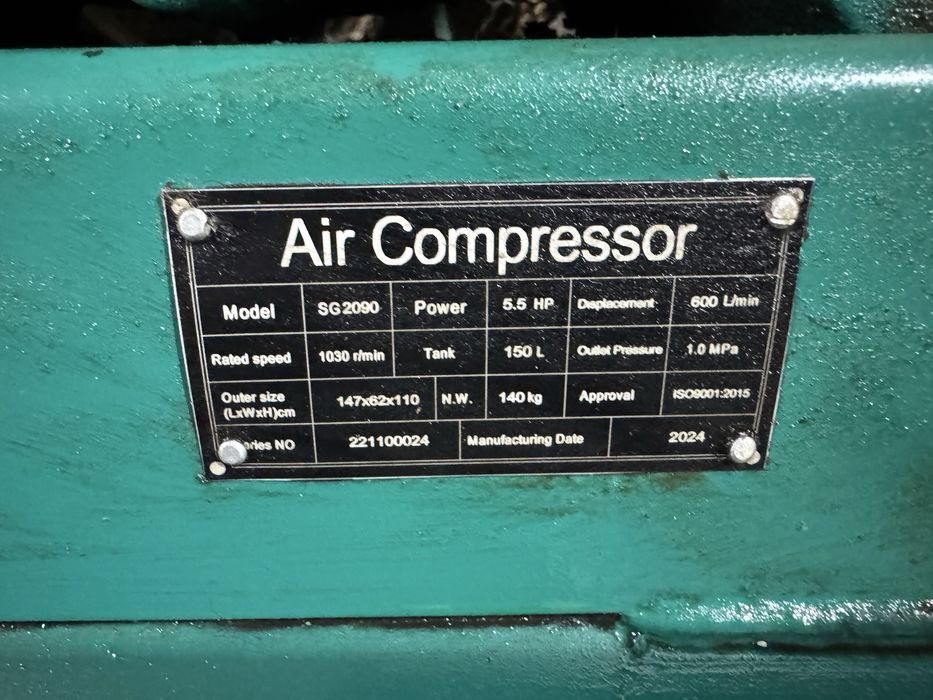 Air Compressor
Model SG2090 Power 5.5 HP Displacement 600 L/min
Rated speed 1030 r/min Tank 150 L Outlet Pressure 1.0 MPa
Outer size (LxWxH)cm 147x62x110 N.W. 140 kg Approval ISO9001:2015
NO 221100024 Manufacturing Date 2024